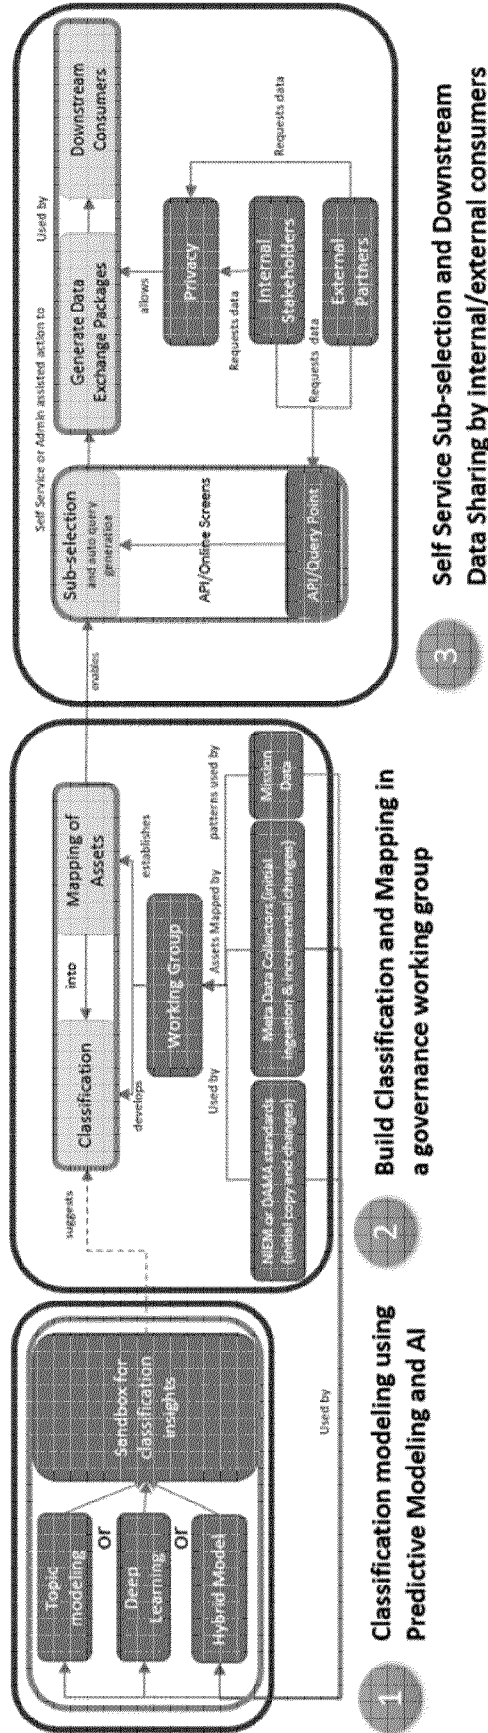 Topic
modeling
or
Deep
Learning
or
Hybrid Model
Sandbox for
classification
insights
suggests
Used by
1
Classification modeling using
Predictive Modeling and AI
Classification
into
Mapping of
Assets
develops
establishes
Working Group
Used by
Assets Mapped by
patterns used by
NIEM or DAMA standards
(initial copy and changes)
Meta Data Collectors (initial
ingestion & incremental changes)
Mission
Data
enables
2
Build Classification and Mapping in
a governance working group
Self Service or Admin assisted action to
Used by
Sub-selection
and auto query
generation
API/Online Screens
API/Query Point
Generate Data
Exchange Packages
Downstream
Consumers
allows
Privacy
Requests data
Internal
Stakeholders
Requests data
External
Partners
Requests data
3
Self Service Sub-selection and Downstream
Data Sharing by internal/external consumers